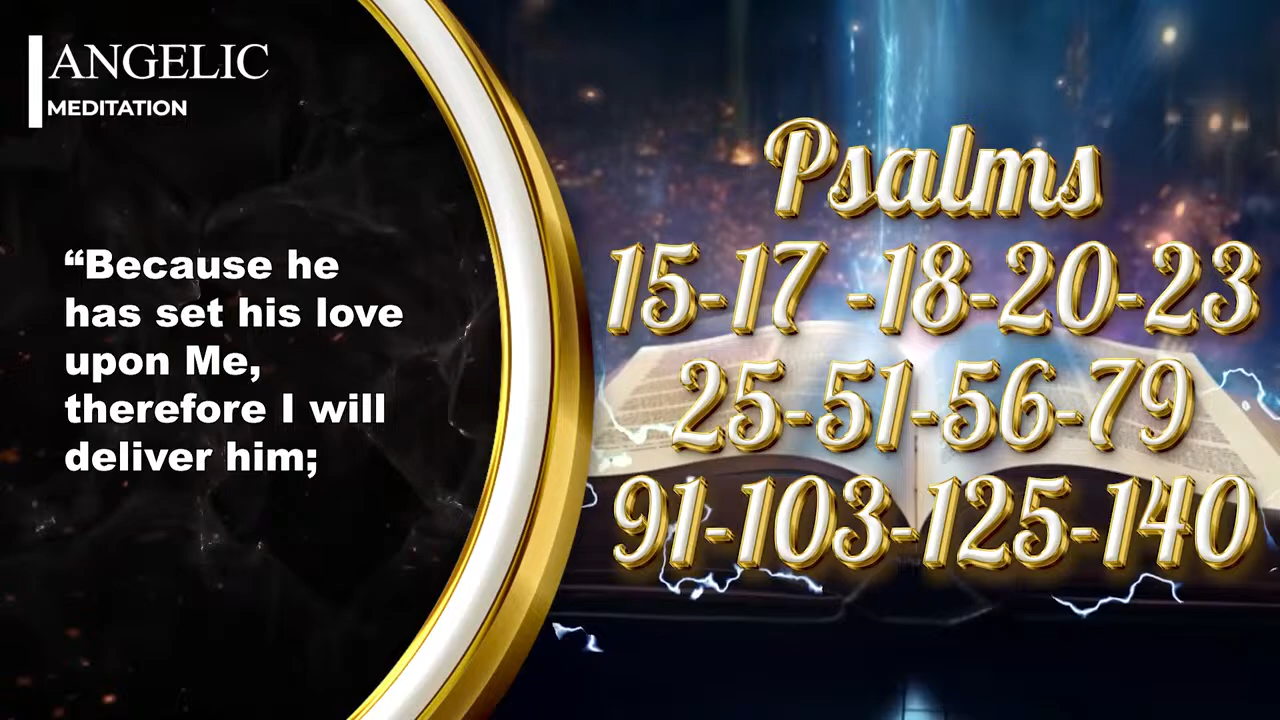 ANGELIC
MEDITATION
“Because he
has set his love
upon Me,
therefore I will
deliver him;
Psalms
15-17 -18-20-23
25-51-56-79
91-103-125-140